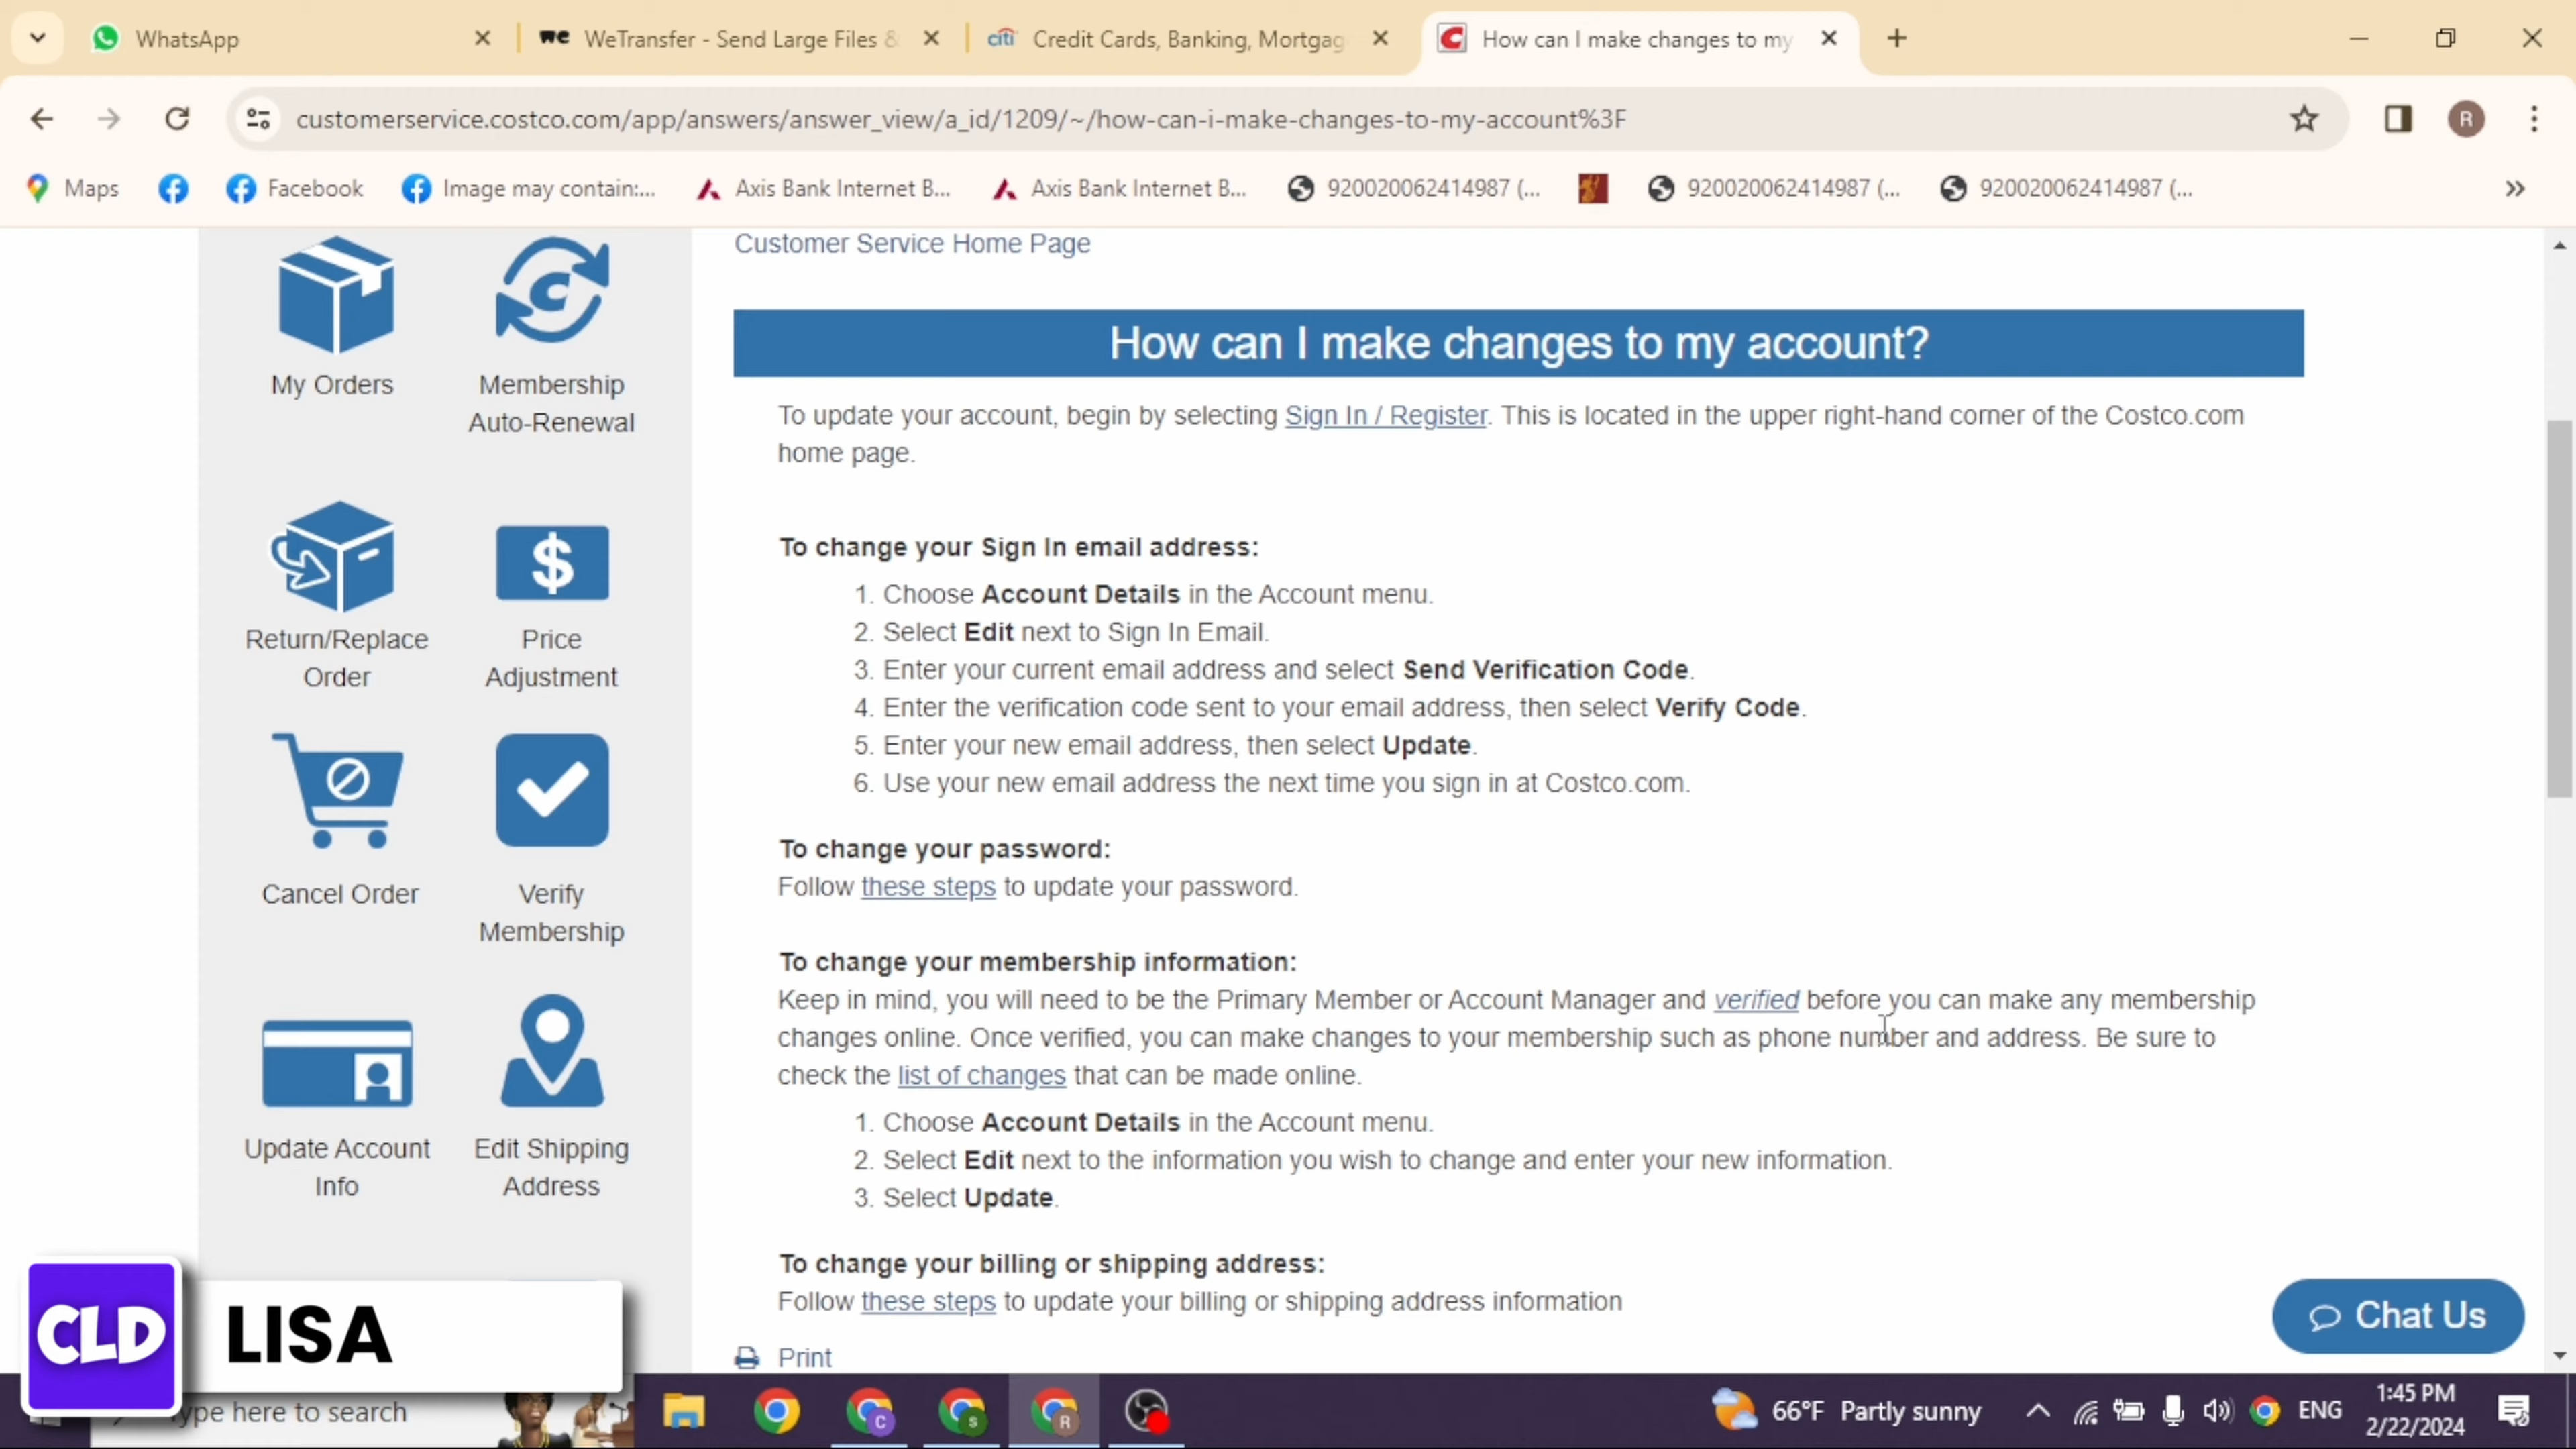 WhatsApp
WeTransfer - Send Large Files &
citi Credit Cards, Banking, Mortgag
How can I make changes to my
customerservice.costco.com/app/answers/answer_view/a_id/1209/~/how-can-i-make-changes-to-my-account%3F
R
Maps
Facebook
Image may contain:...
Axis Bank Internet B...
Axis Bank Internet B...
920020062414987 (...
920020062414987 (...
920020062414987 (...
My Orders
Membership
Auto-Renewal
Return/Replace
Order
Price
Adjustment
Cancel Order
Verify
Membership
Update Account
Info
Edit Shipping
Address
Customer Service Home Page
How can I make changes to my account?
To update your account, begin by selecting Sign In / Register. This is located in the upper right-hand corner of the Costco.com
home page.
To change your Sign In email address:
1. Choose Account Details in the Account menu.
2. Select Edit next to Sign In Email.
3. Enter your current email address and select Send Verification Code.
4. Enter the verification code sent to your email address, then select Verify Code.
5. Enter your new email address, then select Update.
6. Use your new email address the next time you sign in at Costco.com.
To change your password:
Follow these steps to update your password.
To change your membership information:
Keep in mind, you will need to be the Primary Member or Account Manager and verified before you can make any membership
changes online. Once verified, you can make changes to your membership such as phone number and address. Be sure to
check the list of changes that can be made online.
1. Choose Account Details in the Account menu.
2. Select Edit next to the information you wish to change and enter your new information.
3. Select Update.
To change your billing or shipping address:
Follow these steps to update your billing or shipping address information
Print
Chat Us
CLD
LISA
Type here to search
C
S
R
66°F Partly sunny
ENG
1:45 PM
2/22/2024